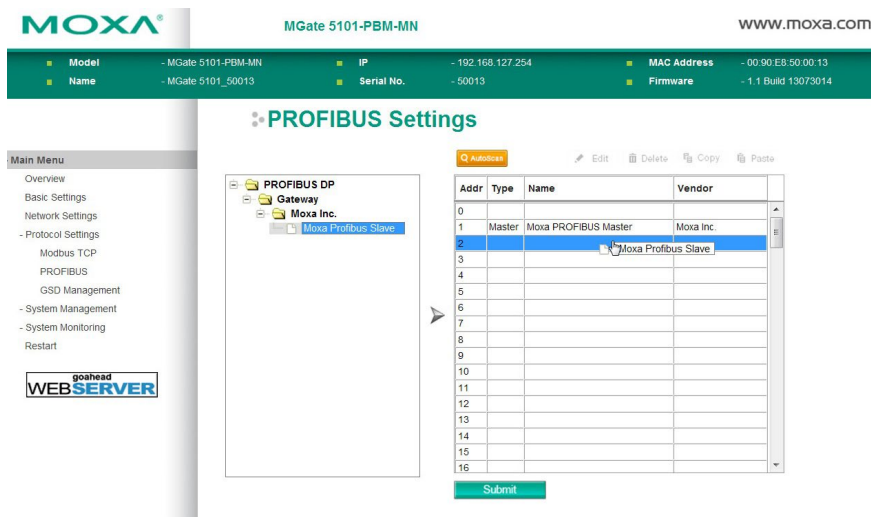 MOXA®
MGate 5101-PBM-MN
www.moxa.com
Model - MGate 5101-PBM-MN IP - 192.168.127.254 MAC Address - 00:90:E8:50:00:13
Name - MGate 5101_50013 Serial No. - 50013 Firmware - 1.1 Build 13073014
PROFIBUS Settings
Main Menu
Overview
Basic Settings
Network Settings
- Protocol Settings
Modbus TCP
PROFIBUS
GSD Management
- System Management
- System Monitoring
Restart
goahead
WEBSERVER
PROFIBUS DP
Gateway
Moxa Inc.
Moxa Profibus Slave
AutoScan Edit Delete Copy Paste
Addr Type Name Vendor
0
1 Master Moxa PROFIBUS Master Moxa Inc.
2 Moxa Profibus Slave
3
4
5
6
7
8
9
10
11
12
13
14
15
16
Submit